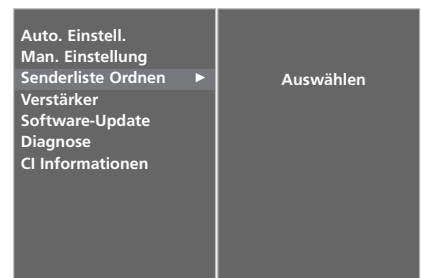 Auto. Einstell.
Man. Einstellung
Senderliste Ordnen ►
Verstärker
Software-Update
Diagnose
CI Informationen
Auswählen